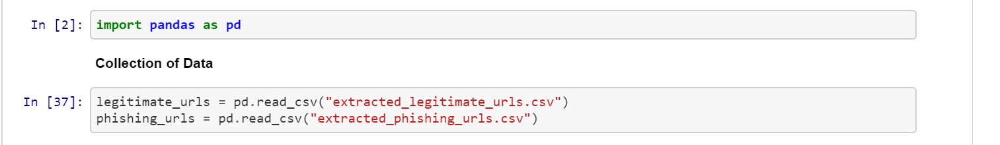 In [2]: import pandas as pd
Collection of Data
In [37]: legitimate_urls = pd.read_csv("extracted_legitimate_urls.csv")
phishing_urls = pd.read_csv("extracted_phishing_urls.csv")